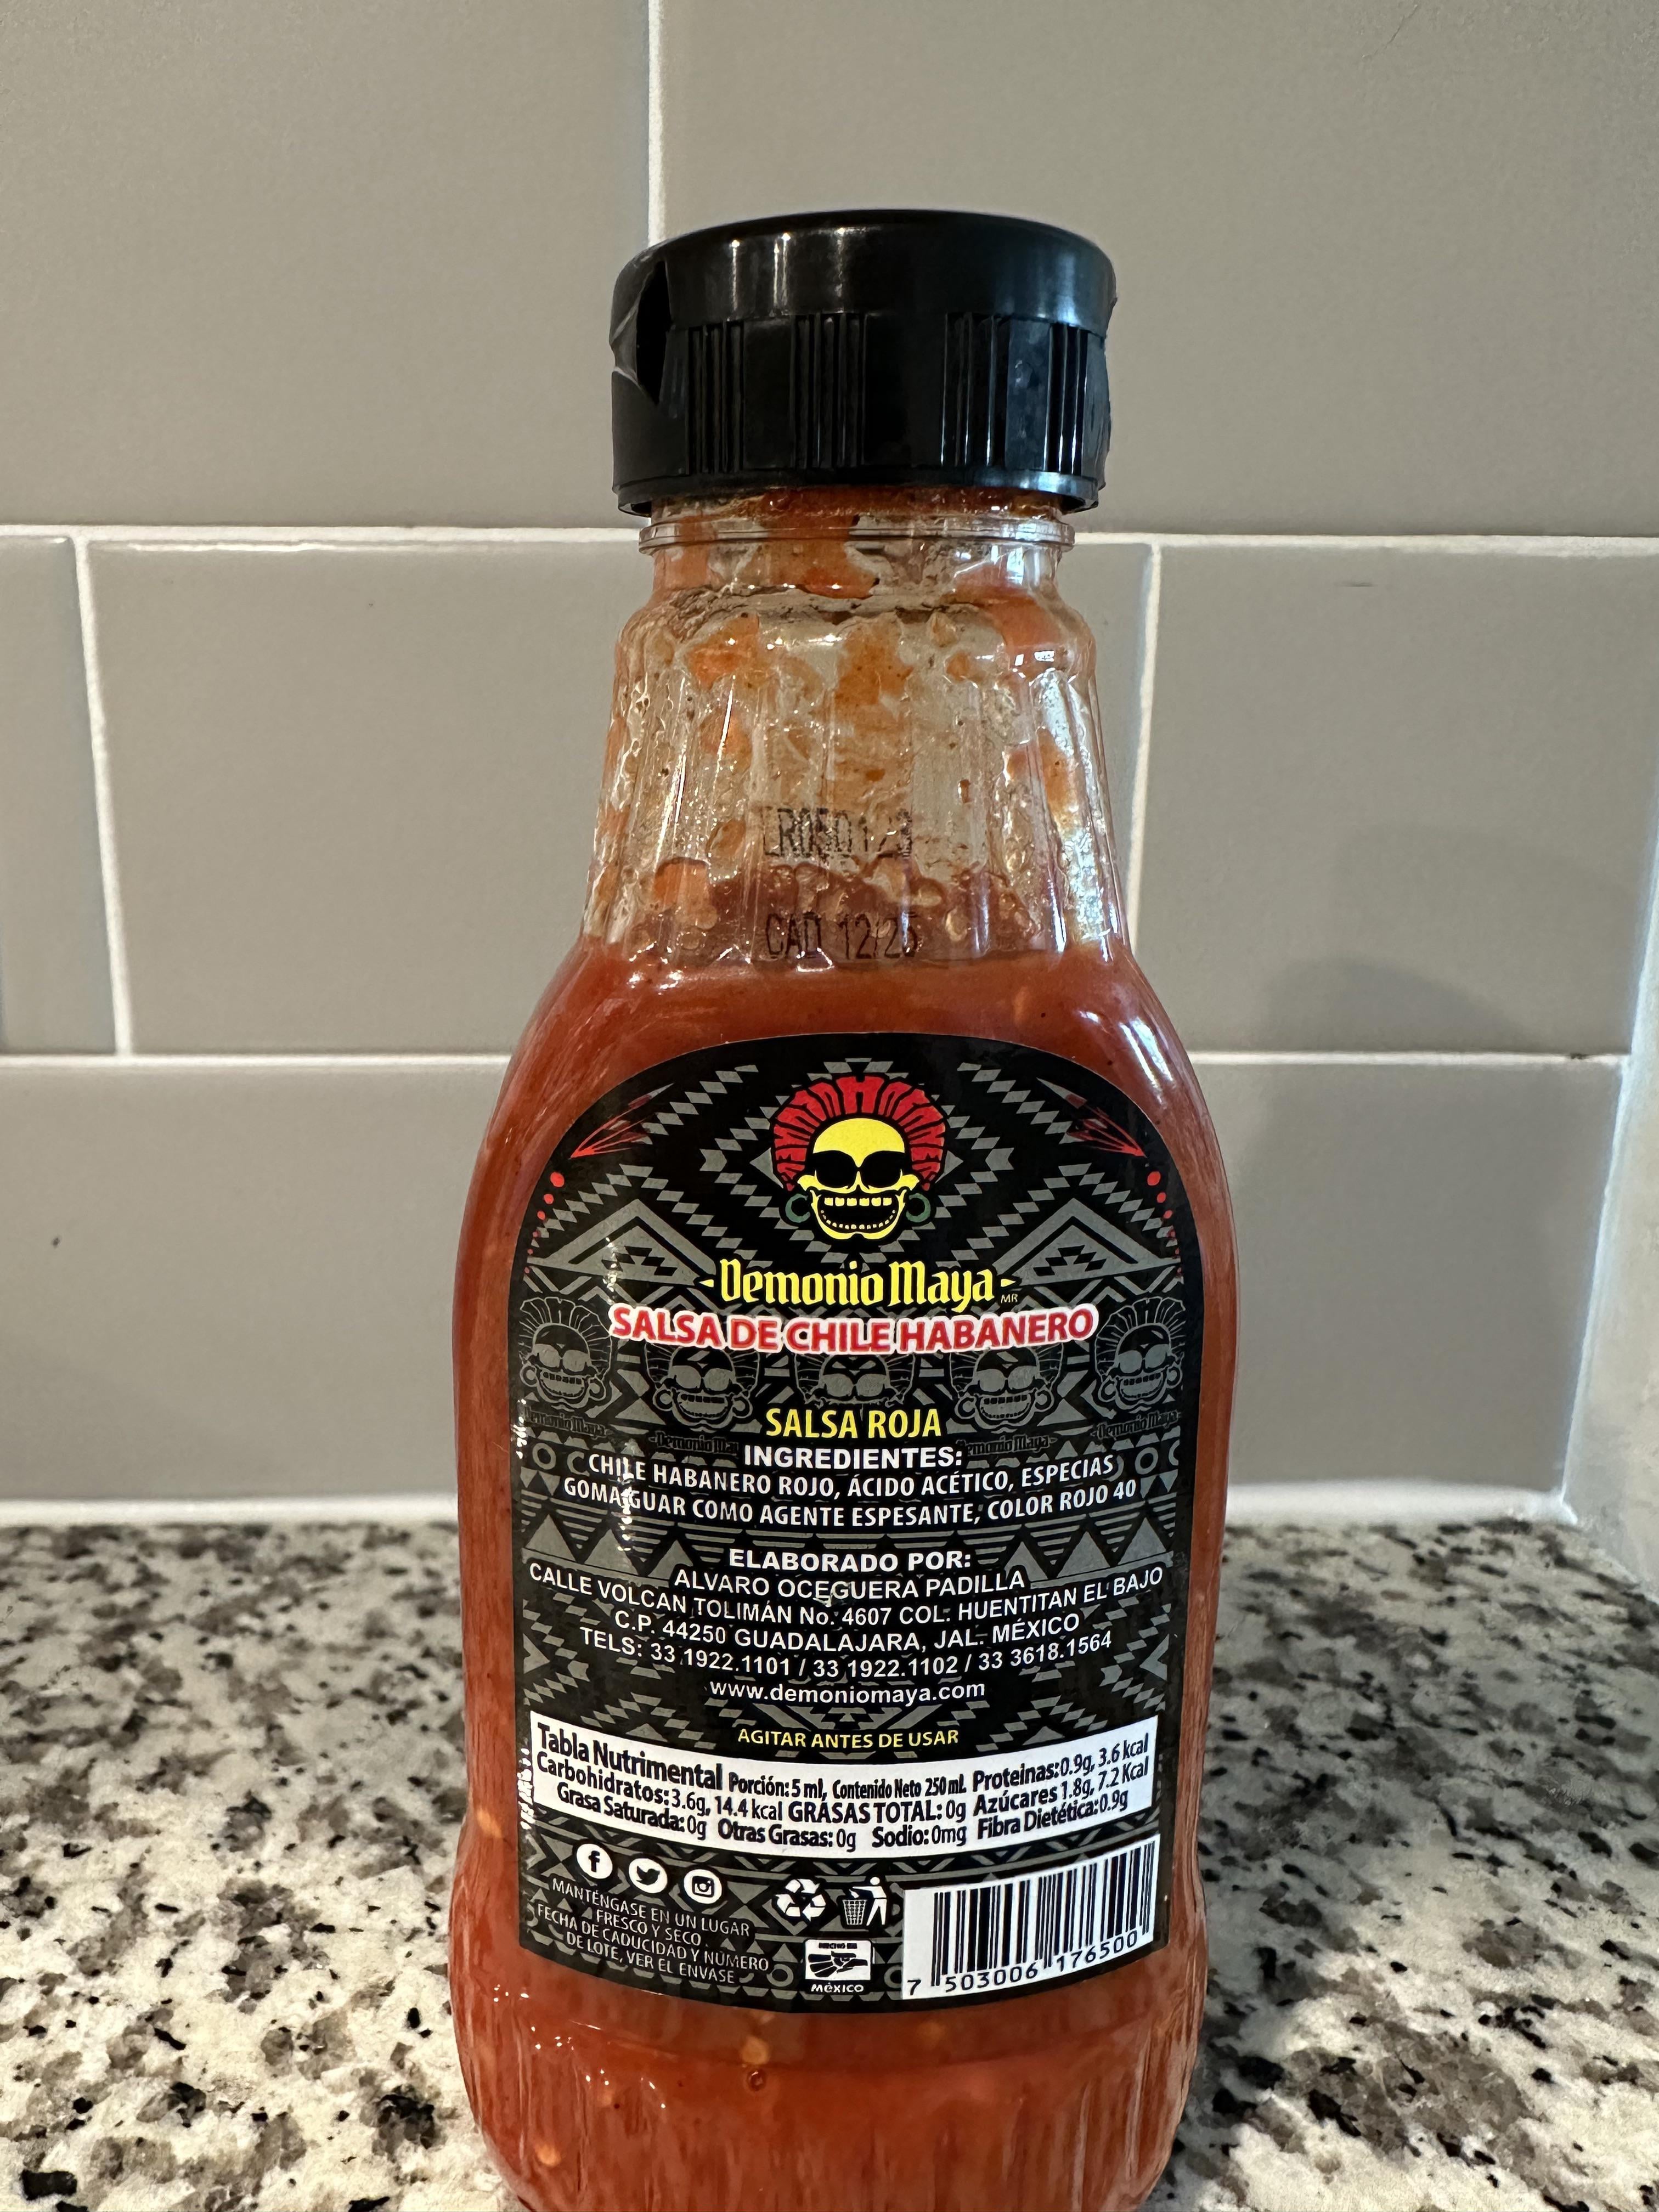 CAD 12/25
Demonio Maya MR
SALSA DE CHILE HABANERO
SALSA ROJA
INGREDIENTES:
CHILE HABANERO ROJO, ÁCIDO ACÉTICO, ESPECIAS
GOMA GUAR COMO AGENTE ESPESANTE, COLOR ROJO 40
ELABORADO POR:
ALVARO OCEGUERA PADILLA
CALLE VOLCAN TOLIMÁN No. 4607 COL. HUENTITAN EL BAJO
C.P. 44250 GUADALAJARA, JAL. MÉXICO
TELS: 33 1922.1101 / 33 1922.1102 / 33 3618.1564
www.demoniomaya.com
AGITAR ANTES DE USAR
Tabla Nutrimental Porción: 5 ml, Contenido Neto 250 mL Proteinas:0.9g, 3.6 kcal
Carbohidratos: 3.6g, 14.4 kcal GRASAS TOTAL: 0g Azúcares 1.8g, 7.2 Kcal
Grasa Saturada: 0g Otras Grasas: 0g Sodio: 0mg Fibra Dietética: 0.9g
MANTÉNGASE EN UN LUGAR
FRESCO Y SECO.
FECHA DE CADUCIDAD Y NÚMERO
DE LOTE, VER EL ENVASE
HECHO EN
MÉXICO
7 503006 176500